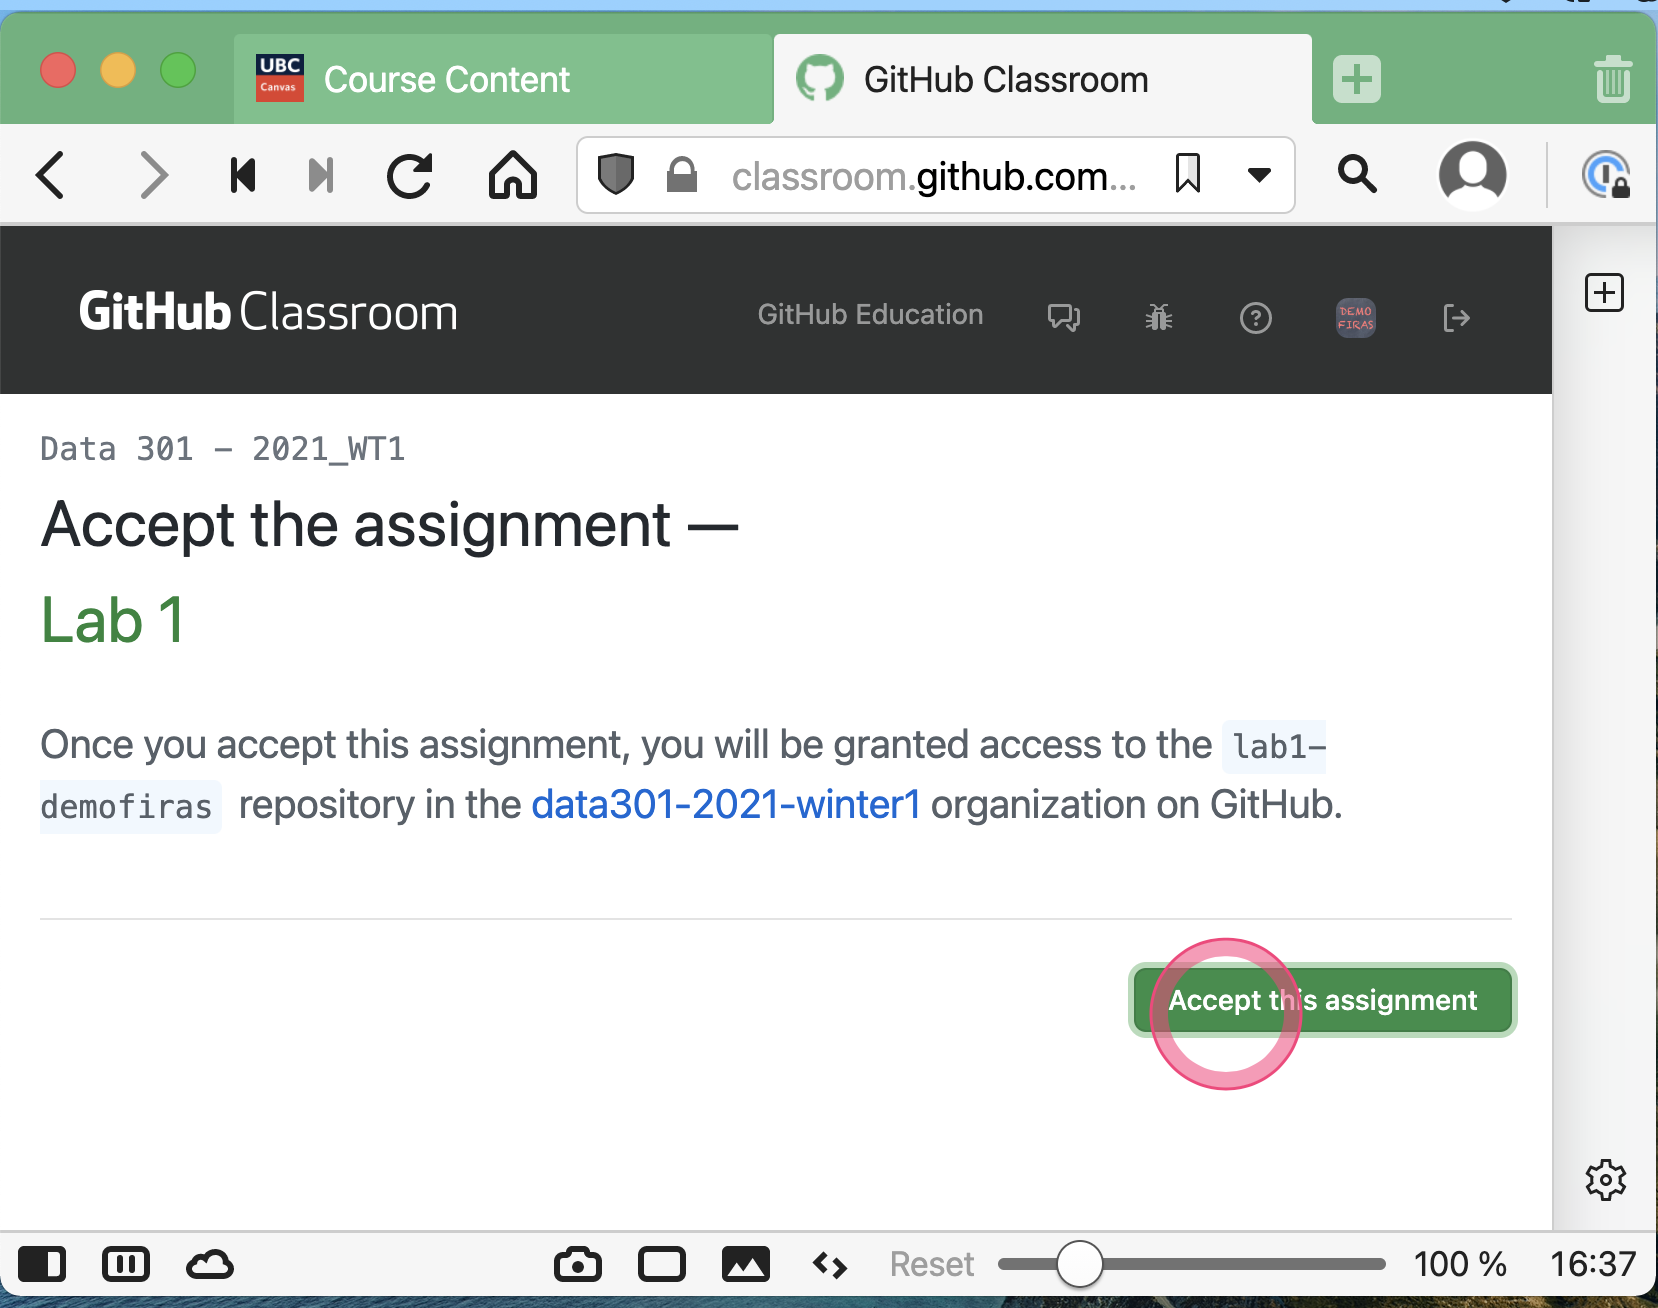 UBC
Canvas
Course Content
GitHub Classroom
classroom.github.com...
GitHub Classroom
GitHub Education
DEMO
FIRAS
Data 301 - 2021_WT1
Accept the assignment —
Lab 1
Once you accept this assignment, you will be granted access to the lab1-
demofiras repository in the data301-2021-winter1 organization on GitHub.
Accept this assignment
Reset
100 %
16:37